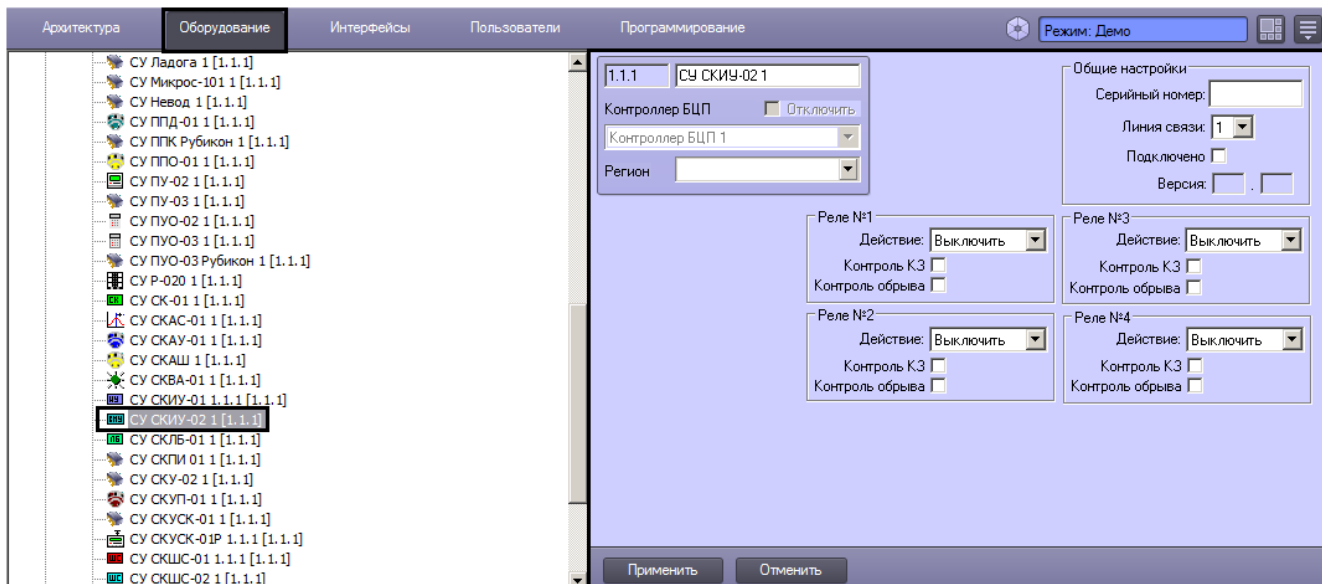 Архитектура Оборудование Интерфейсы Пользователи Программирование Режим: Демо
СУ Ладога 1 [1.1.1]
СУ Микрос-101 1 [1.1.1]
СУ Невод 1 [1.1.1]
СУ ППД-01 1 [1.1.1]
СУ ППК Рубикон 1 [1.1.1]
СУ ППО-01 1 [1.1.1]
СУ ПУ-02 1 [1.1.1]
СУ ПУ-03 1 [1.1.1]
СУ ПУО-02 1 [1.1.1]
СУ ПУО-03 1 [1.1.1]
СУ ПУО-03 Рубикон 1 [1.1.1]
СУ Р-020 1 [1.1.1]
СУ СК-01 1 [1.1.1]
СУ СКАС-01 1 [1.1.1]
СУ СКАУ-01 1 [1.1.1]
СУ СКАШ 1 [1.1.1]
СУ СКВА-01 1 [1.1.1]
СУ СКИУ-01 1.1.1 [1.1.1]
СУ СКИУ-02 1 [1.1.1]
СУ СКЛБ-01 1 [1.1.1]
СУ СКПИ 01 1 [1.1.1]
СУ СКУ-02 1 [1.1.1]
СУ СКУП-01 1 [1.1.1]
СУ СКУСК-01 1 [1.1.1]
СУ СКУСК-01Р 1.1.1 [1.1.1]
СУ СКШС-01 1.1.1 [1.1.1]
СУ СКШС-02 1 [1.1.1]
1.1.1 СУ СКИУ-02 1
Контроллер БЦП Отключить
Контроллер БЦП 1
Регион
Общие настройки
Серийный номер:
Линия связи: 1
Подключено
Версия: .
Реле №1
Действие: Выключить
Контроль КЗ
Контроль обрыва
Реле №3
Действие: Выключить
Контроль КЗ
Контроль обрыва
Реле №2
Действие: Выключить
Контроль КЗ
Контроль обрыва
Реле №4
Действие: Выключить
Контроль КЗ
Контроль обрыва
Применить Отменить